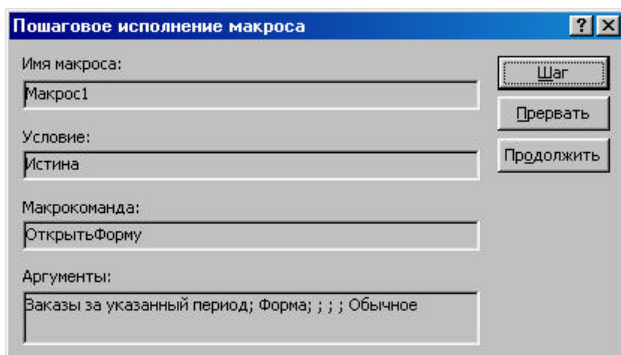 Пошаговое исполнение макроса
Имя макроса:
Макрос1
Условие:
Истина
Макрокоманда:
ОткрытьФорму
Аргументы:
Заказы за указанный период; Форма; ; ; ; Обычное
Шаг
Прервать
Продолжить